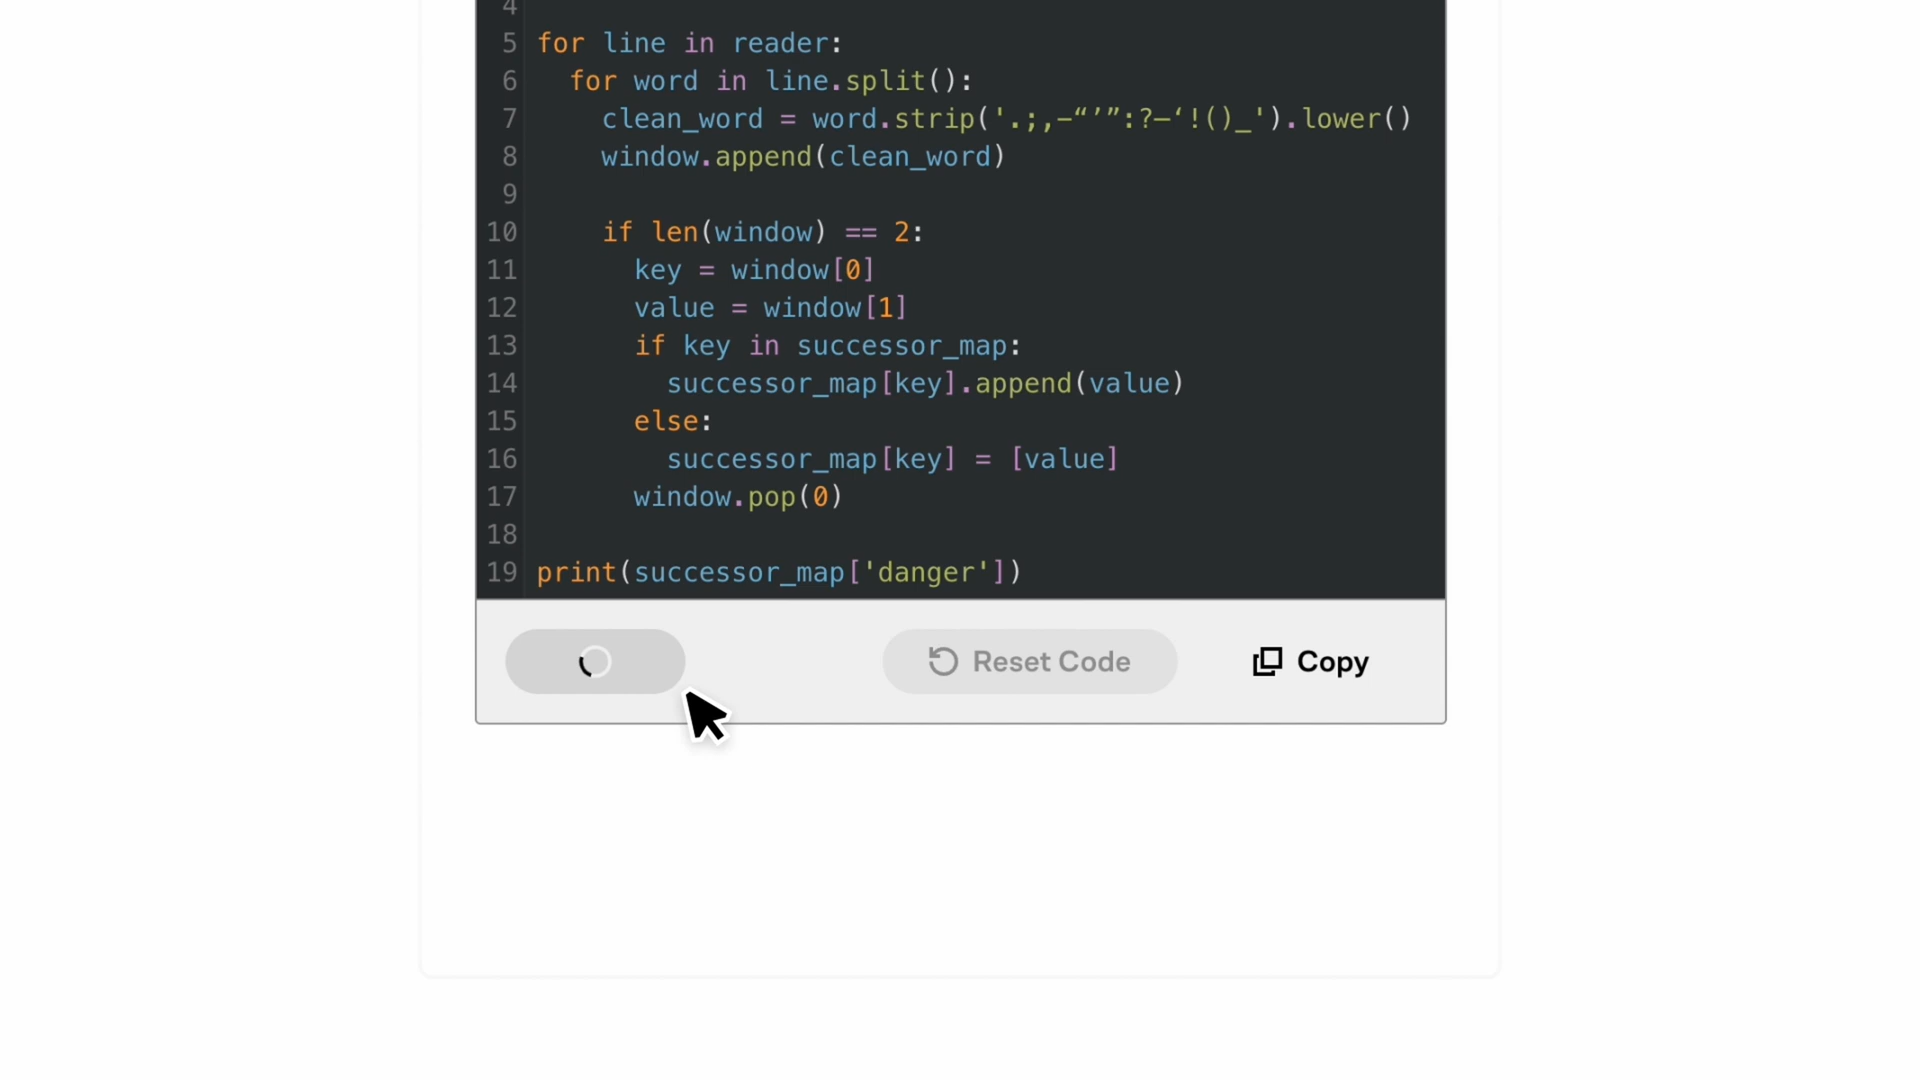 4
5 for line in reader:
6 for word in line.split():
7 clean_word = word.strip('.;,–“’”:?—‘!()_').lower()
8 window.append(clean_word)
9
10 if len(window) == 2:
11 key = window[0]
12 value = window[1]
13 if key in successor_map:
14 successor_map[key].append(value)
15 else:
16 successor_map[key] = [value]
17 window.pop(0)
18
19 print(successor_map['danger'])
Reset Code Copy